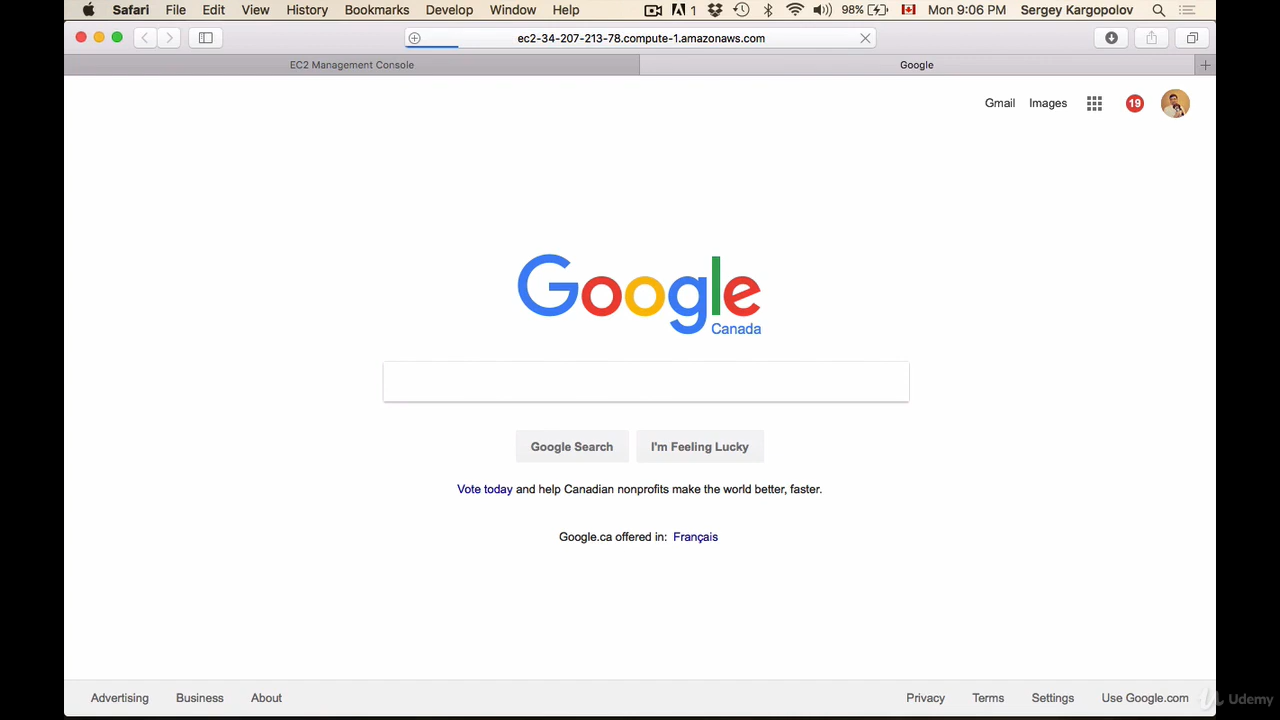 Safari File Edit View History Bookmarks Develop Window Help 1 98% Mon 9:06 PM Sergey Kargopolov
ec2-34-207-213-78.compute-1.amazonaws.com
EC2 Management Console Google
Gmail Images 19
Google
Canada
Google Search I'm Feeling Lucky
Vote today and help Canadian nonprofits make the world better, faster.
Google.ca offered in: Français
Advertising Business About Privacy Terms Settings Use Google.com
Udemy